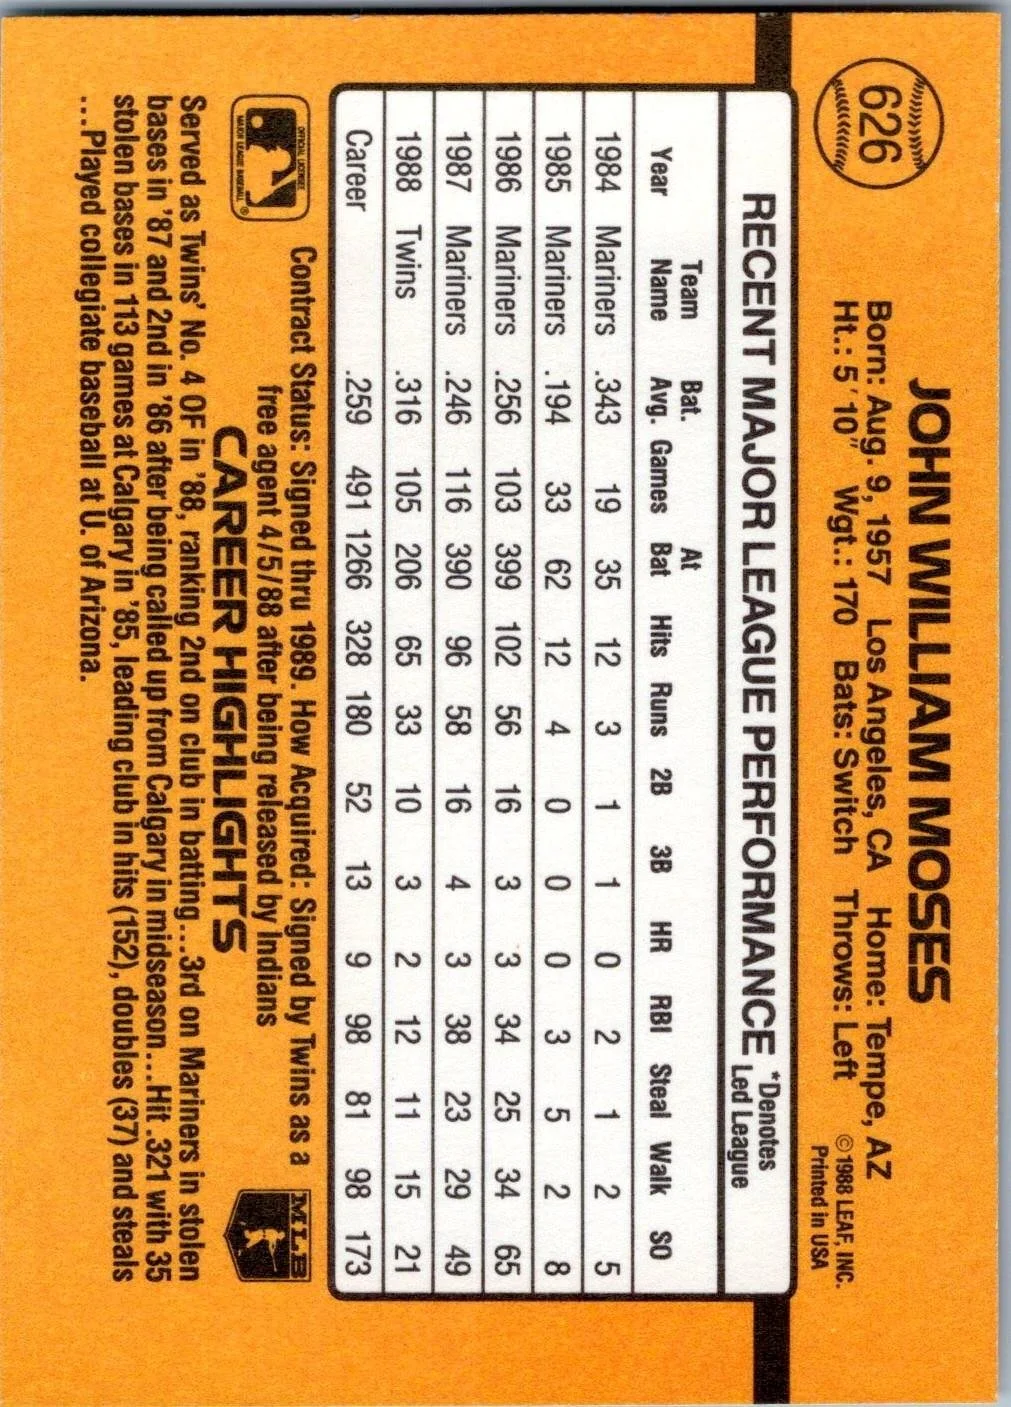 626
JOHN WILLIAM MOSES
Born: Aug. 9, 1957 Los Angeles, CA Home: Tempe, AZ
Ht.: 5'10" Wgt.: 170 Bats: Switch Throws: Left
© 1988 LEAF, INC.
Printed in USA
RECENT MAJOR LEAGUE PERFORMANCE
*Denotes
Led League
Year Team Name Bat. Avg. Games At Bat Hits Runs 2B 3B HR RBI Steal Walk SO
1984 Mariners .343 19 35 12 3 1 1 0 2 1 2 5
1985 Mariners .194 33 62 12 4 0 0 0 3 5 2 8
1986 Mariners .256 103 399 102 56 16 3 3 34 25 34 65
1987 Mariners .246 116 390 96 58 16 4 3 38 23 29 49
1988 Twins .316 105 206 65 33 10 3 2 12 11 15 21
Career .259 491 1266 328 180 52 13 9 98 81 98 173
OFFICIAL LICENSEE
MAJOR LEAGUE BASEBALL ®
Contract Status: Signed thru 1989. How Acquired: Signed by Twins as a
free agent 4/5/88 after being released by Indians
MLB
CAREER HIGHLIGHTS
Served as Twins' No. 4 OF in '88, ranking 2nd on club in batting...3rd on Mariners in stolen
bases in '87 and 2nd in '86 after being called up from Calgary in midseason...Hit .321 with 35
stolen bases in 113 games at Calgary in '85, leading club in hits (152), doubles (37) and steals
...Played collegiate baseball at U. of Arizona.